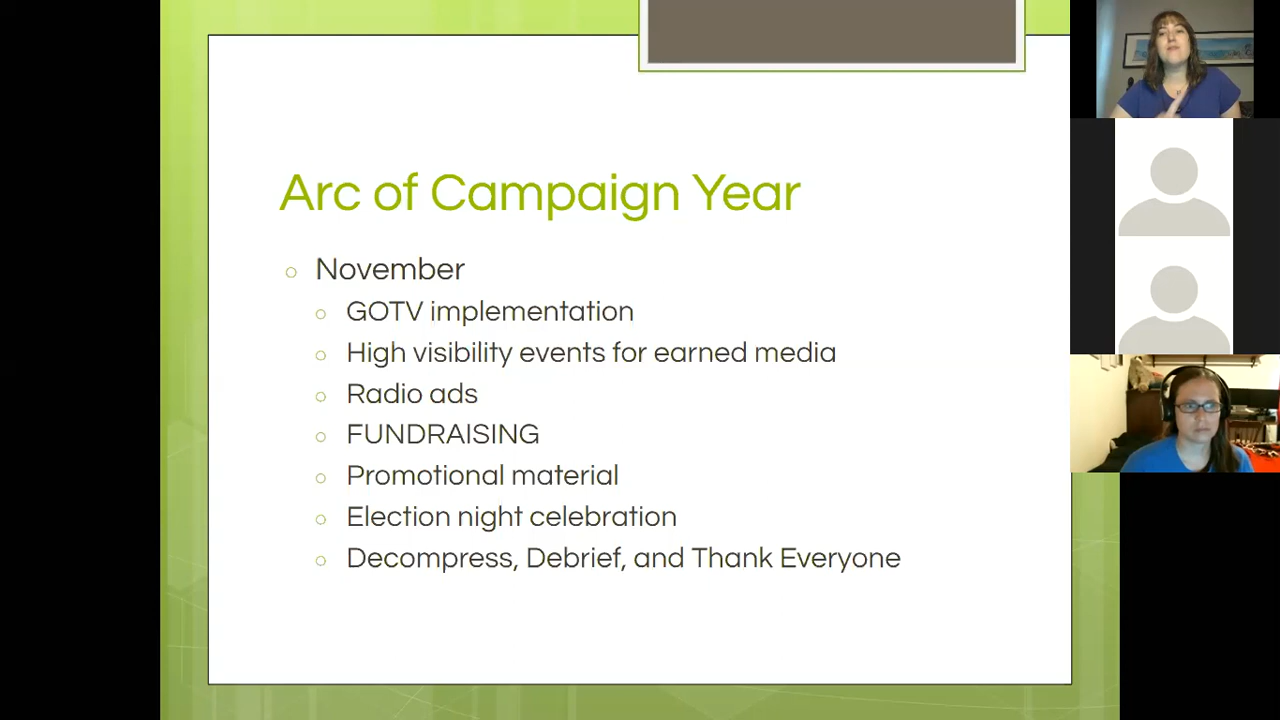 Arc of Campaign Year
November
GOTV implementation
High visibility events for earned media
Radio ads
FUNDRAISING
Promotional material
Election night celebration
Decompress, Debrief, and Thank Everyone